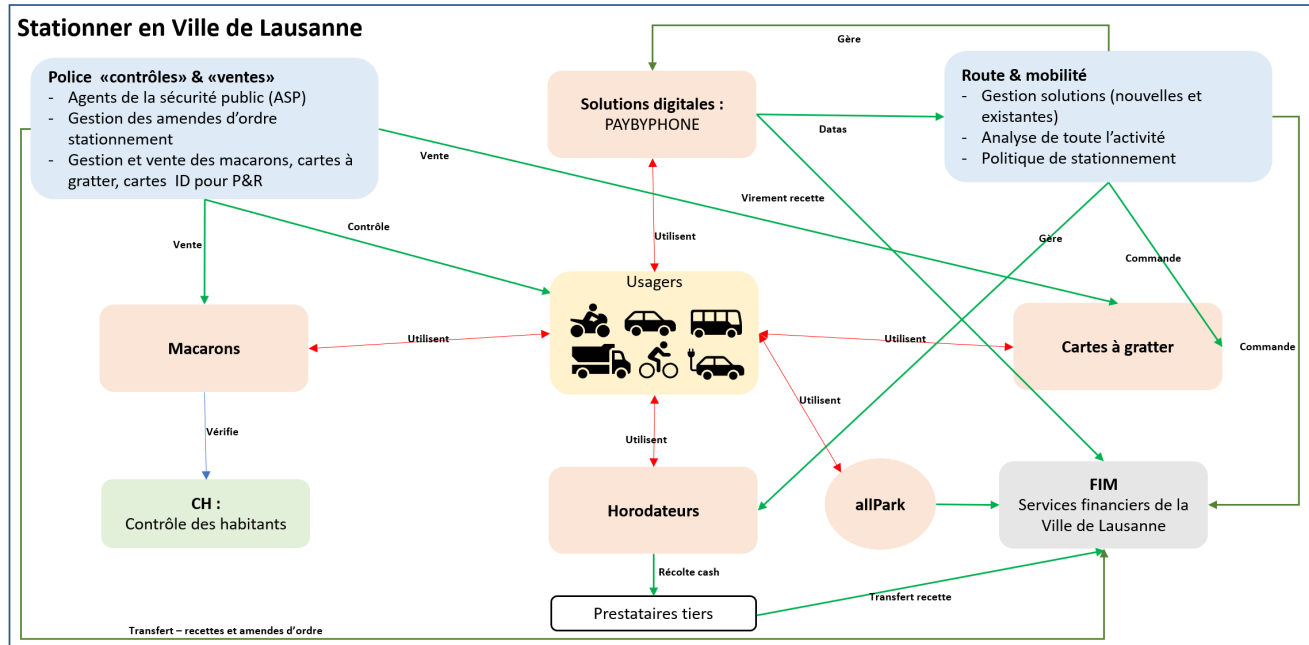 Stationner en Ville de Lausanne
Police «contrôles» & «ventes»
- Agents de la sécurité public (ASP)
- Gestion des amendes d’ordre
stationnement
- Gestion et vente des macarons, cartes à
gratter, cartes ID pour P&R
Gère
Solutions digitales :
PAYBYPHONE
Route & mobilité
- Gestion solutions (nouvelles et
existantes)
- Analyse de toute l’activité
- Politique de stationnement
Datas
Vente
Virement recette
Contrôle
Vente
Utilisent
Gère
Commande
Usagers
Macarons
Utilisent
Utilisent
Cartes à gratter
Commande
Utilisent
Vérifie
Utilisent
CH :
Contrôle des habitants
Horodateurs
allPark
FIM
Services financiers de la
Ville de Lausanne
Récolte cash
Prestataires tiers
Transfert recette
Transfert – recettes et amendes d’ordre